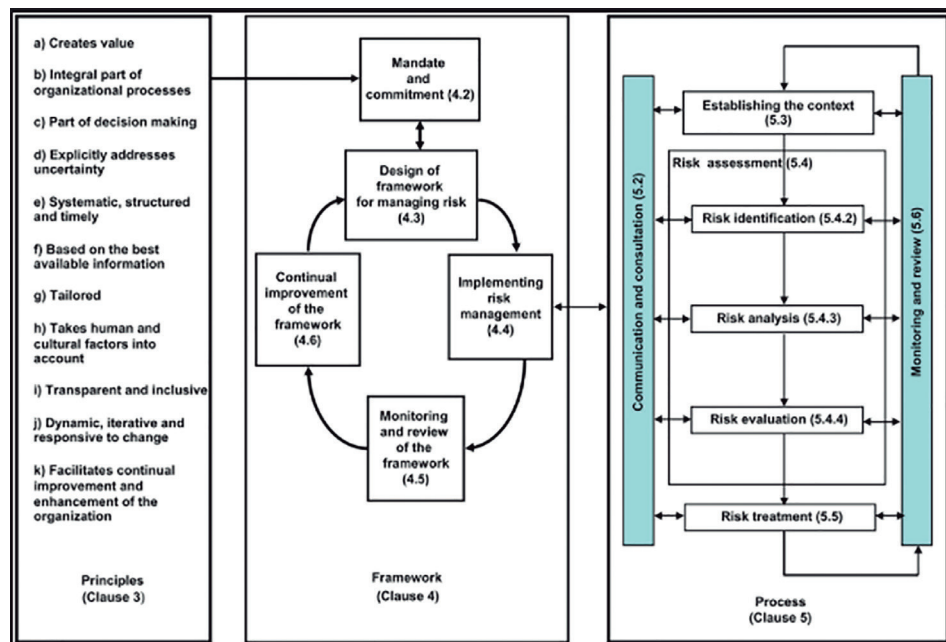 a) Creates value
b) Integral part of
organizational processes
c) Part of decision making
d) Explicitly addresses
uncertainty
e) Systematic, structured
and timely
f) Based on the best
available information
g) Tailored
h) Takes human and
cultural factors into
account
i) Transparent and inclusive
j) Dynamic, iterative and
responsive to change
k) Facilitates continual
improvement and
enhancement of the
organization
Principles
(Clause 3)
Mandate
and
commitment (4.2)
Design of
framework
for managing risk
(4.3)
Continual
improvement
of the
framework
(4.6)
Implementing
risk
management
(4.4)
Monitoring
and review
of the
framework
(4.5)
Framework
(Clause 4)
Communication and consultation (5.2)
Establishing the context
(5.3)
Risk assessment (5.4)
Risk identification (5.4.2)
Risk analysis (5.4.3)
Risk evaluation (5.4.4)
Risk treatment (5.5)
Monitoring and review (5.6)
Process
(Clause 5)